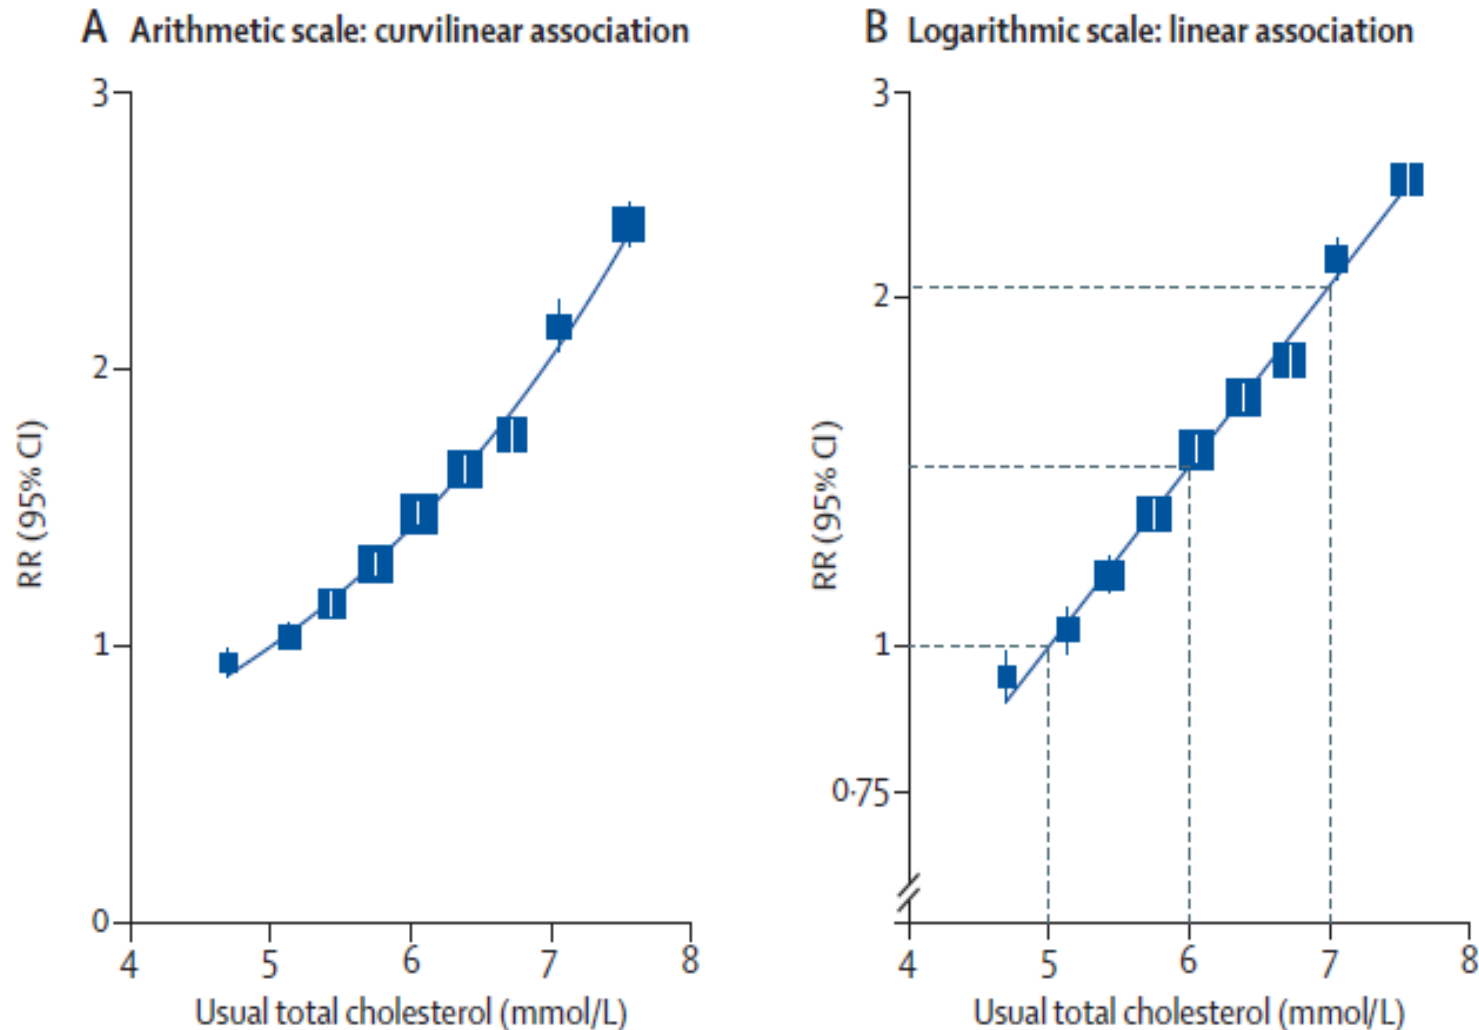 A Arithmetic scale: curvilinear association
3
2
1
0
RR (95% CI)
4 5 6 7 8
Usual total cholesterol (mmol/L)
B Logarithmic scale: linear association
3
2
1
0·75
RR (95% CI)
4 5 6 7 8
Usual total cholesterol (mmol/L)